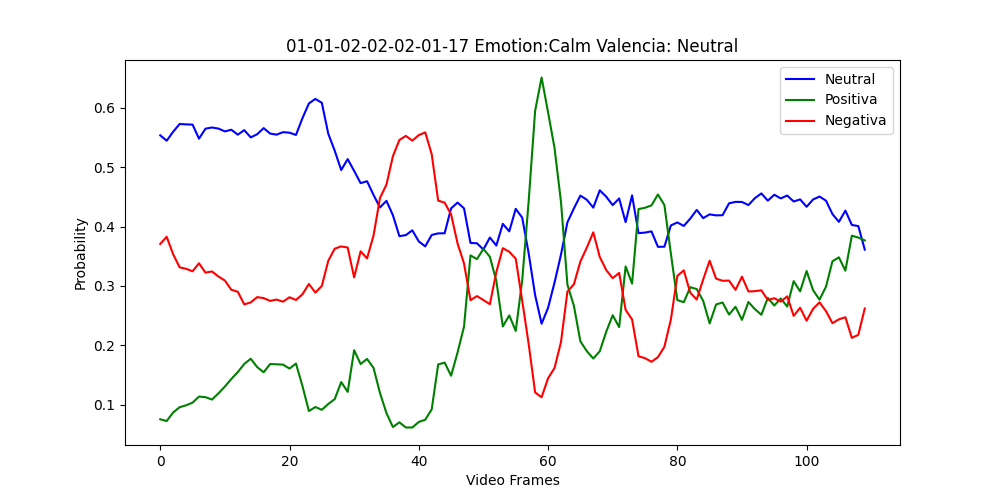 01-01-02-02-02-01-17 Emotion:Calm Valencia: Neutral
Neutral
Positiva
Negativa
Probability
0.6
0.5
0.4
0.3
0.2
0.1
0 20 40 60 80 100
Video Frames